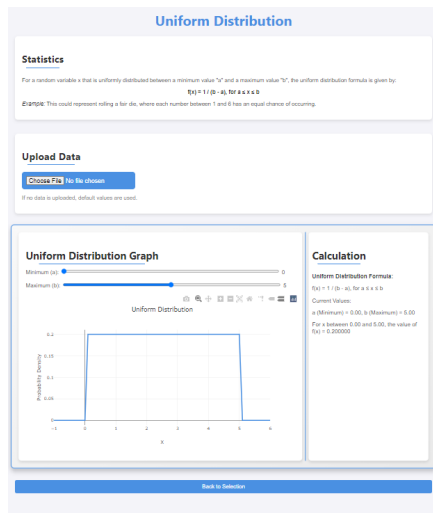 Uniform Distribution
Statistics
For a random variable x that is uniformly distributed between a minimum value "a" and a maximum value "b", the uniform distribution formula is given by:
f(x) = 1 / (b - a), for a ≤ x ≤ b
Example: This could represent rolling a fair die, where each number between 1 and 6 has an equal chance of occurring.
Upload Data
Choose File No file chosen
If no data is uploaded, default values are used.
Uniform Distribution Graph
Minimum (a): 0
Maximum (b): 5
Uniform Distribution
Probability Density
0.2
0.15
0.1
0.05
0
−1 0 1 2 3 4 5 6
X
Calculation
Uniform Distribution Formula:
f(x) = 1 / (b - a), for a ≤ x ≤ b
Current Values:
a (Minimum) = 0.00, b (Maximum) = 5.00
For x between 0.00 and 5.00, the value of
f(x) = 0.200000
Back to Selection